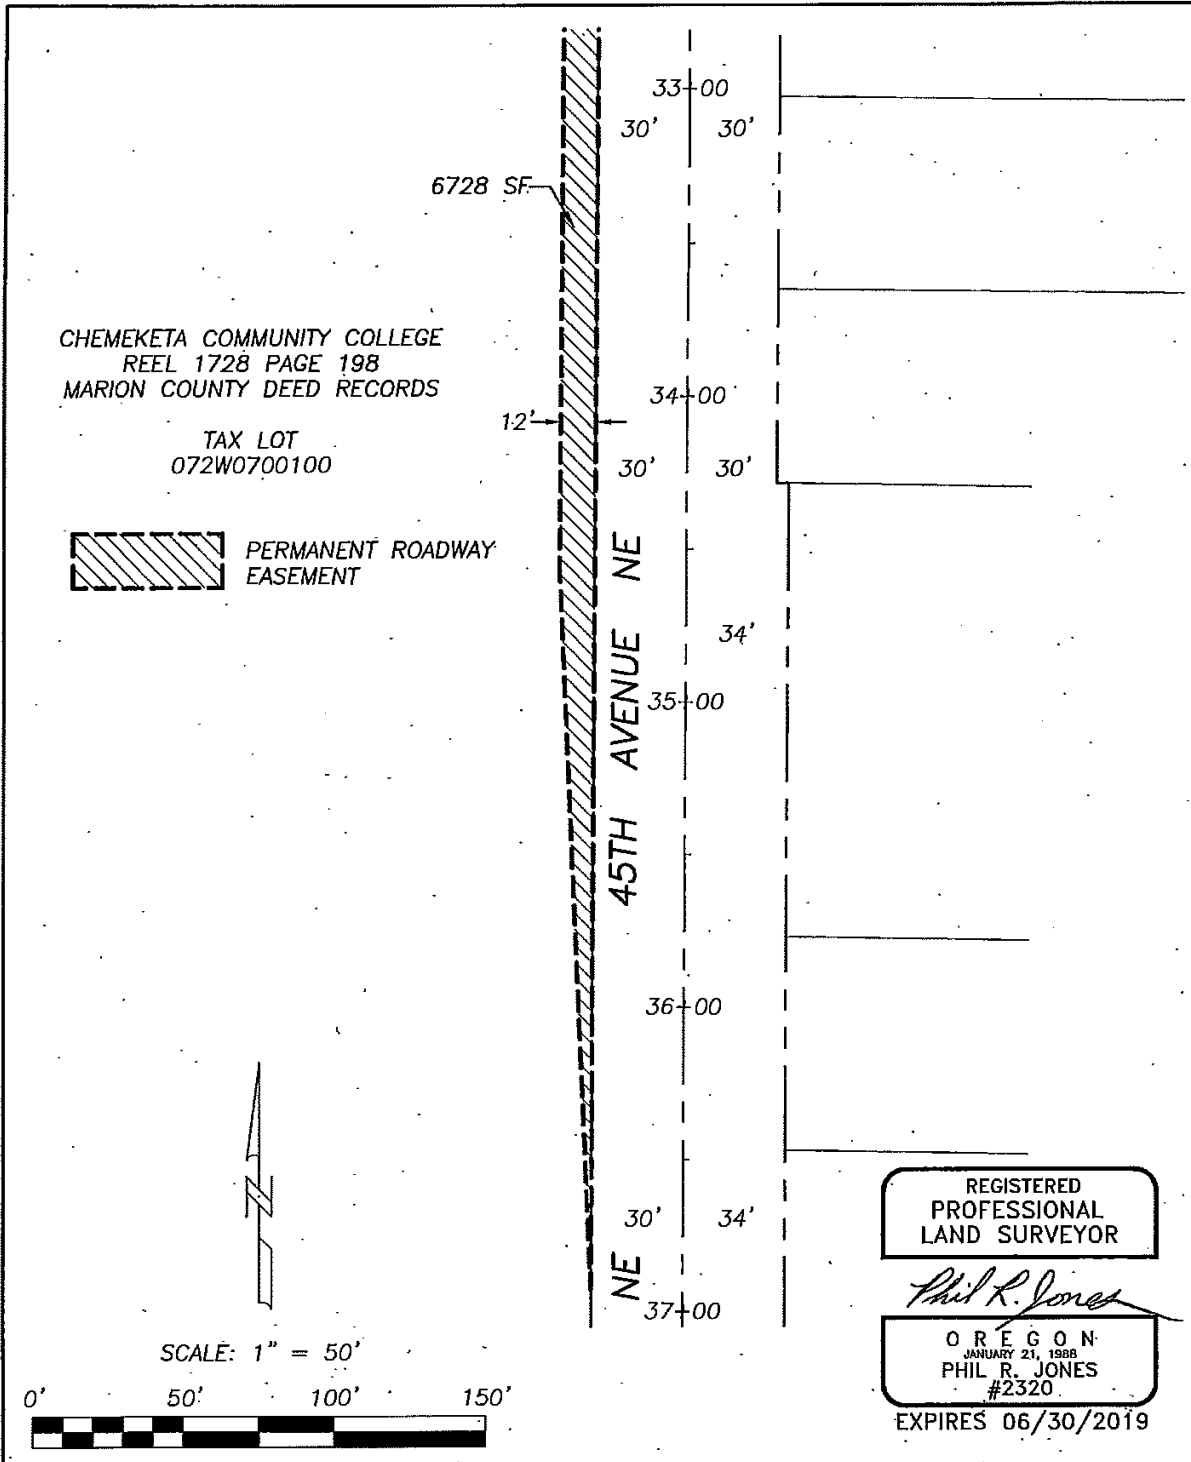 33+00
30' 30'
6728 SF
CHEMEKETA COMMUNITY COLLEGE
REEL 1728 PAGE 198
MARION COUNTY DEED RECORDS
TAX LOT
072W0700100
34+00
12'
30' 30'
PERMANENT ROADWAY
EASEMENT
45TH AVENUE NE
34'
35+00
36+00
N
30' 34'
NE
37+00
REGISTERED
PROFESSIONAL
LAND SURVEYOR
Phil R. Jones
OREGON
JANUARY 21, 1988
PHIL R. JONES
#2320
EXPIRES 06/30/2019
SCALE: 1" = 50'
0' 50' 100' 150'